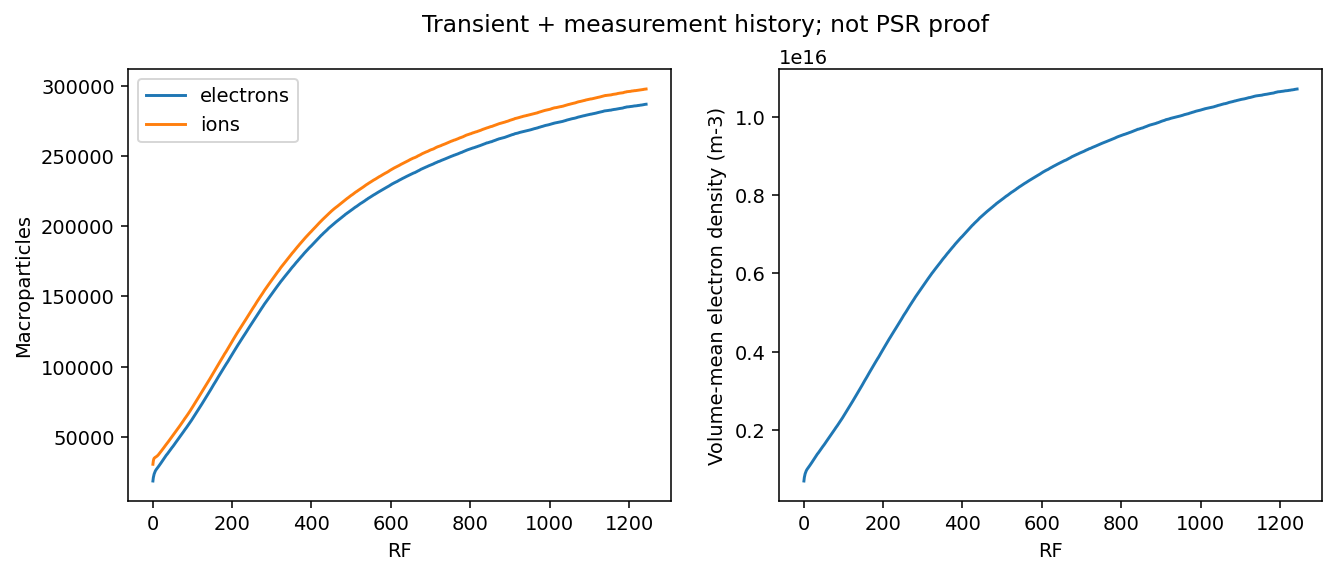 Transient + measurement history; not PSR proof
electrons
ions
Macroparticles
300000
250000
200000
150000
100000
50000
0 200 400 600 800 1000 1200
RF
1e16
Volume-mean electron density (m-3)
1.0
0.8
0.6
0.4
0.2
0 200 400 600 800 1000 1200
RF